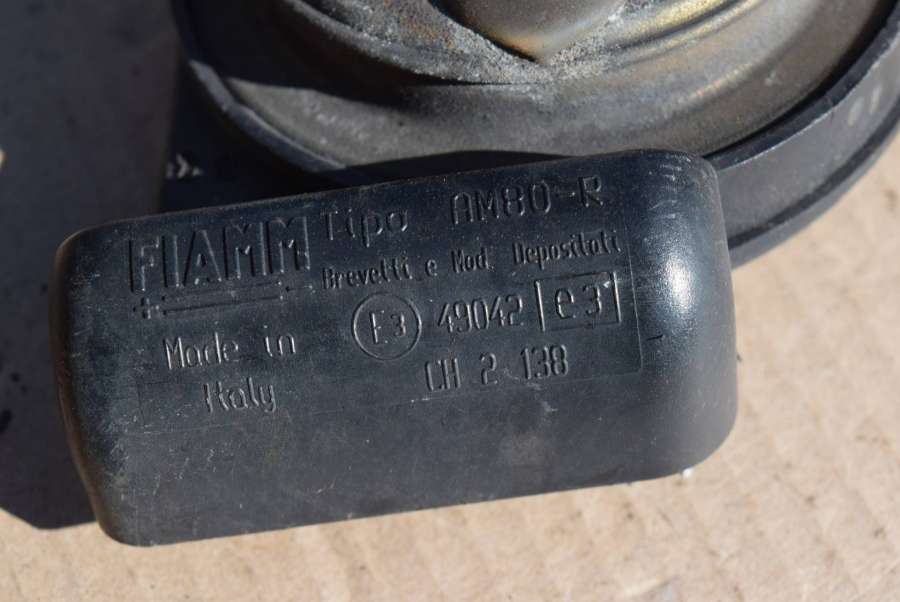 FIAMM Tipo AM80-R
Brevetti e Mod. Depositati
E3 49042 e3
Made in
Italy
CH 2 138